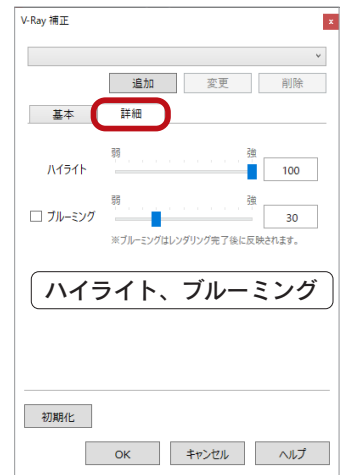 V-Ray 補正
x
追加 変更 削除
基本 詳細
弱 強
ハイライト 100
弱 強
ブルーミング 30
※ブルーミングはレンダリング完了後に反映されます。
ハイライト、ブルーミング
初期化
OK キャンセル ヘルプ